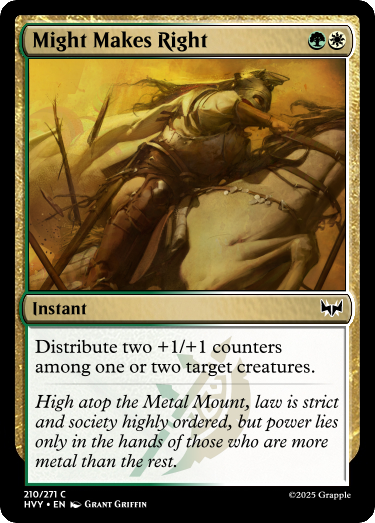 Might Makes Right
Instant
Distribute two +1/+1 counters
among one or two target creatures.
High atop the Metal Mount, law is strict
and society highly ordered, but power lies
only in the hands of those who are more
metal than the rest.
210/271 C
HVY • EN Grant Griffin
©2025 Grapple